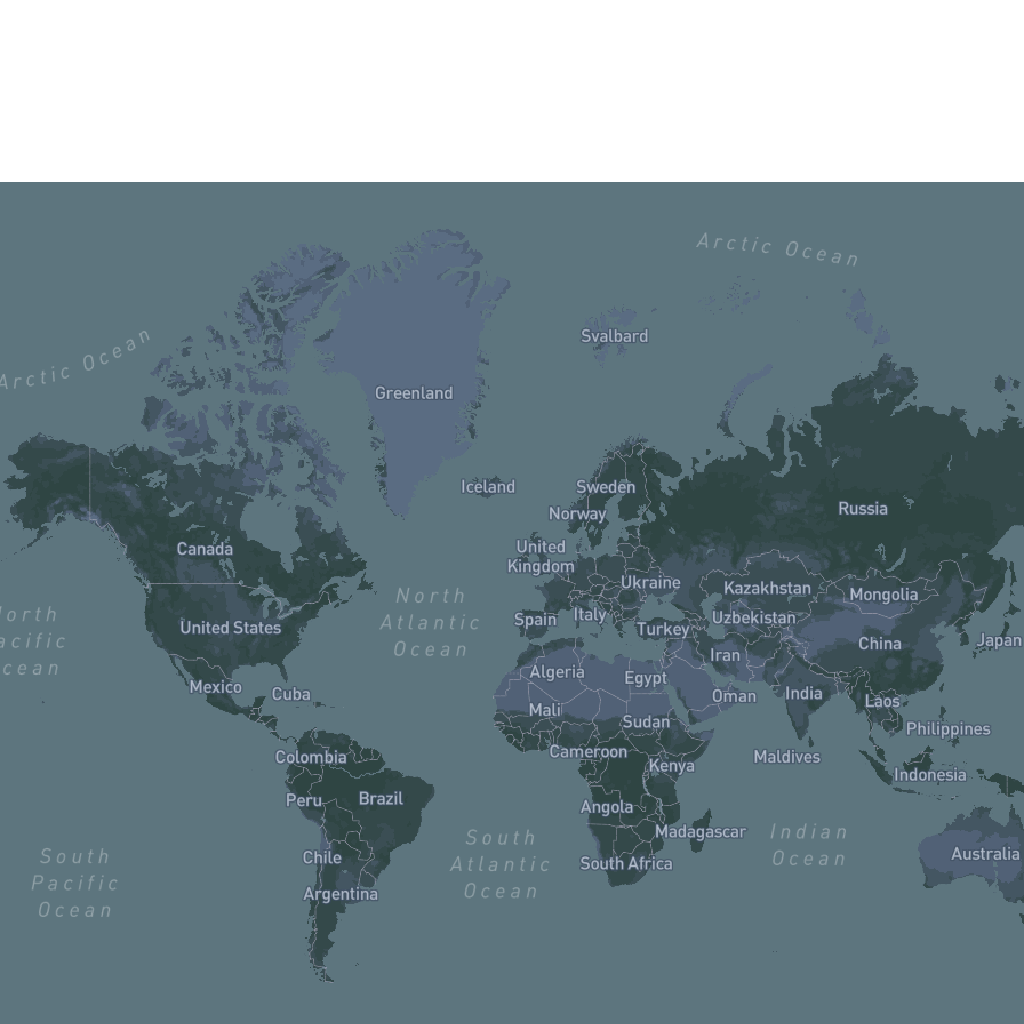 Arctic Ocean
Svalbard
Arctic Ocean
Greenland
Iceland
Sweden
Norway
Russia
Canada
United
Kingdom
Ukraine
Kazakhstan
Mongolia
North
Atlantic
Ocean
Spain
Italy
Uzbekistan
United States
Turkey
China
Japan
Iran
Algeria
Egypt
Mexico
Cuba
Oman
India
Laos
Mali
Sudan
Philippines
Colombia
Cameroon
Kenya
Maldives
Indonesia
Peru
Brazil
Angola
Madagascar
Indian
Ocean
South
Atlantic
Ocean
South
Pacific
Ocean
Chile
South Africa
Australia
Argentina
orth
acific
cean